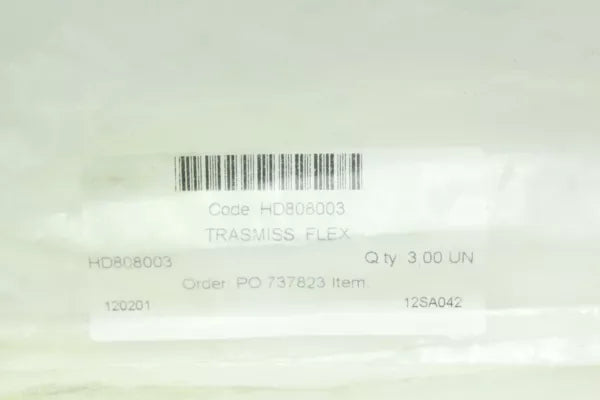 Code HD808003
TRASMISS. FLEX
HD808003 Q.ty 3,00 UN
Order PO 737823 Item.
120201 12SA042